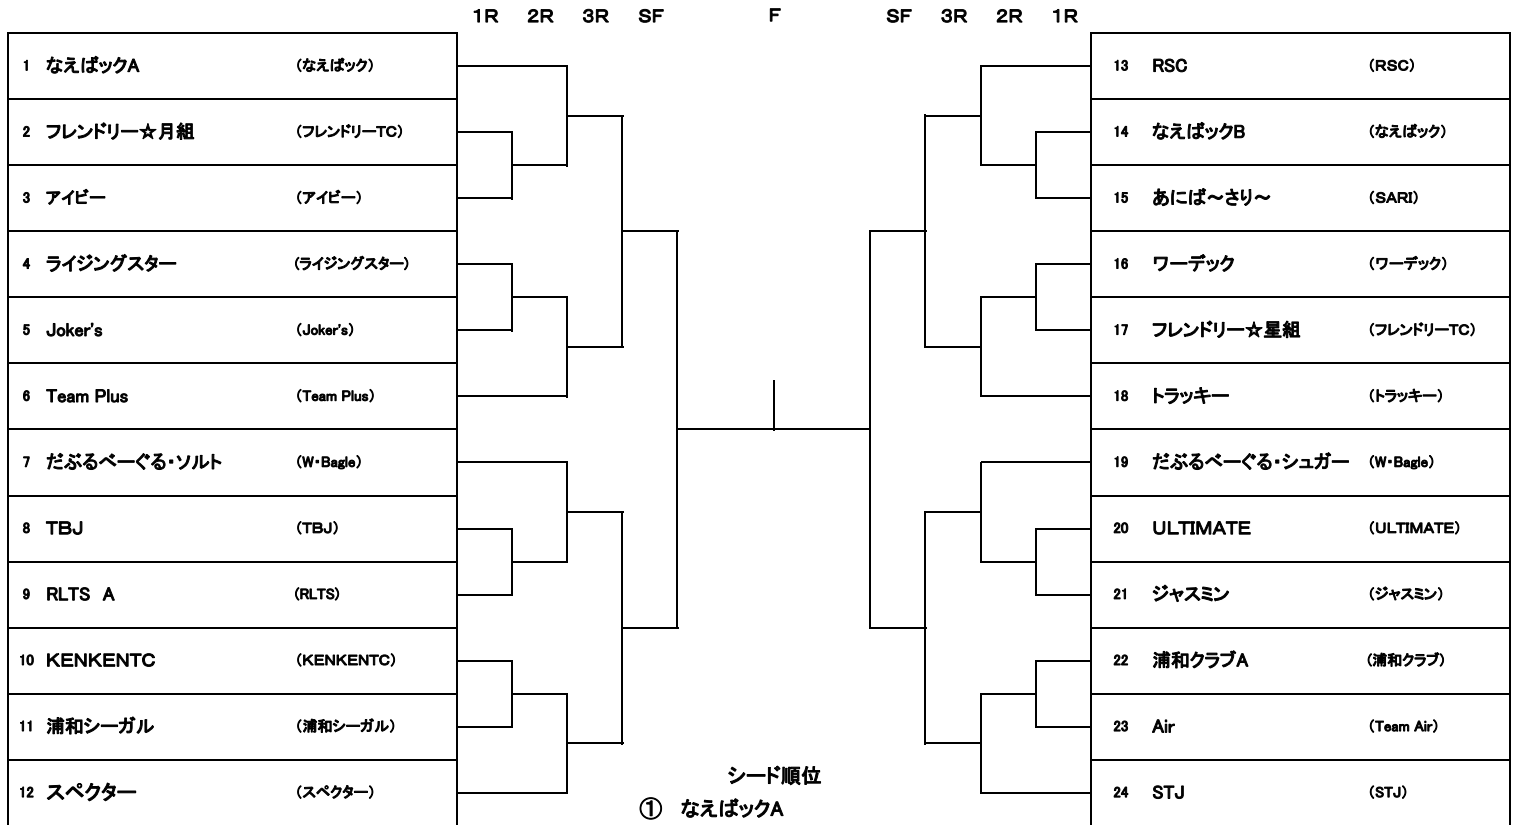 1R 2R 3R SF F SF 3R 2R 1R
1 なえばックA (なえばック) 13 RSC (RSC)
2 フレンドリー☆月組 (フレンドリーTC) 14 なえばックB (なえばック)
3 アイビー (アイビー) 15 あにば～さり～ (SARI)
4 ライジングスター (ライジングスター) 16 ワーデック (ワーデック)
5 Joker's (Joker's) 17 フレンドリー☆星組 (フレンドリーTC)
6 Team Plus (Team Plus) 18 トラッキー (トラッキー)
7 だぶるべーぐる・ソルト (W・Bagle) 19 だぶるべーぐる・シュガー (W・Bagle)
8 TBJ (TBJ) 20 ULTIMATE (ULTIMATE)
9 RLTS A (RLTS) 21 ジャスミン (ジャスミン)
10 KENKENTC (KENKENTC) 22 浦和クラブA (浦和クラブ)
11 浦和シーガル (浦和シーガル) 23 Air (Team Air)
12 スペクター (スペクター) 24 STJ (STJ)
シード順位
① なえばックA